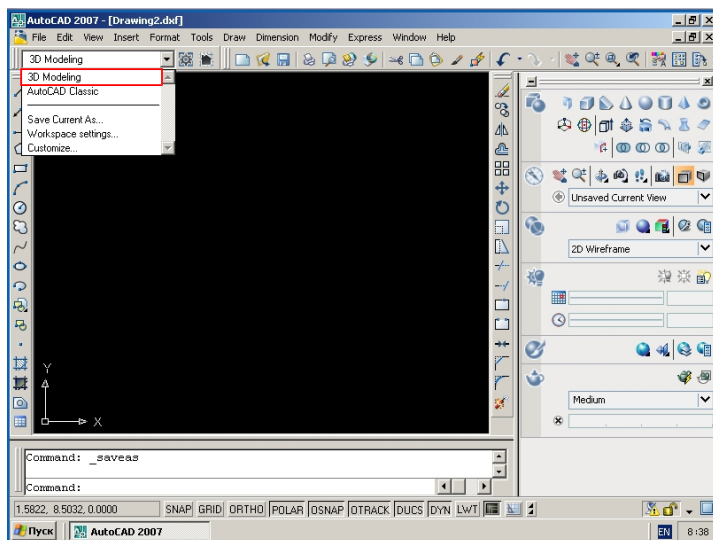 AutoCAD 2007 - [Drawing2.dxf]
File Edit View Insert Format Tools Draw Dimension Modify Express Window Help
3D Modeling
3D Modeling
AutoCAD Classic
Save Current As...
Workspace settings...
Customize...
Unsaved Current View
2D Wireframe
Medium
Y
X
Command: _saveas
Command:
1.5822, 8.5032, 0.0000 SNAP GRID ORTHO POLAR OSNAP OTRACK DUCS DYN LWT
Пуск AutoCAD 2007 EN 8:38